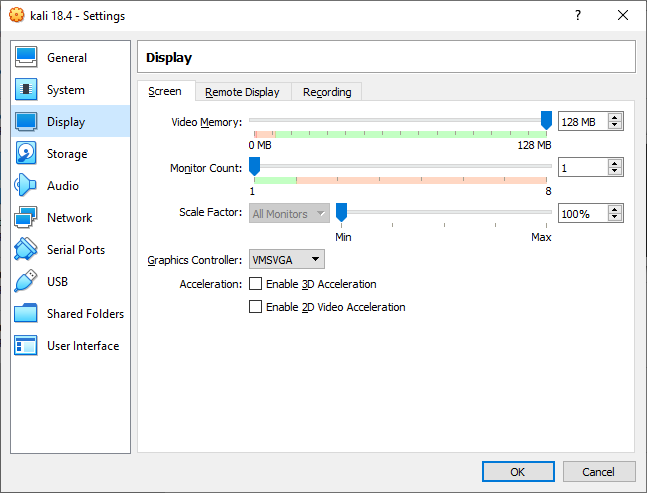 kali 18.4 - Settings
General
System
Display
Storage
Audio
Network
Serial Ports
USB
Shared Folders
User Interface
Display
Screen Remote Display Recording
Video Memory: 128 MB
0 MB 128 MB
Monitor Count: 1
1 8
Scale Factor: All Monitors 100%
Min Max
Graphics Controller: VMSVGA
Acceleration: Enable 3D Acceleration
Enable 2D Video Acceleration
OK Cancel